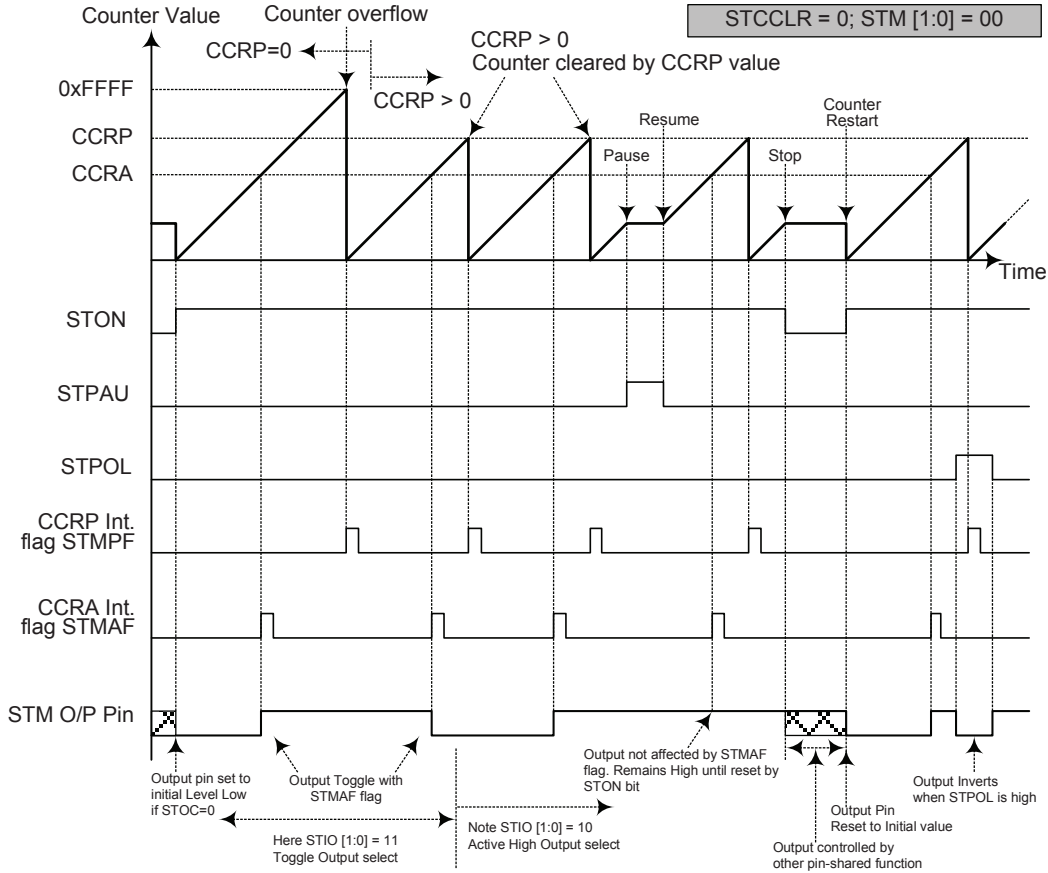 Counter Value
Counter overflow
STCCLR = 0; STM [1:0] = 00
CCRP=0
CCRP > 0
CCRP > 0
Counter cleared by CCRP value
0xFFFF
CCRP
CCRA
Pause
Resume
Stop
Counter
Restart
Time
STON
STPAU
STPOL
CCRP Int.
flag STMPF
CCRA Int.
flag STMAF
STM O/P Pin
Output pin set to
initial Level Low
if STOC=0
Output Toggle with
STMAF flag
Here STIO [1:0] = 11
Toggle Output select
Note STIO [1:0] = 10
Active High Output select
Output not affected by STMAF
flag. Remains High until reset by
STON bit
Output Pin
Reset to Initial value
Output controlled by
other pin-shared function
Output Inverts
when STPOL is high